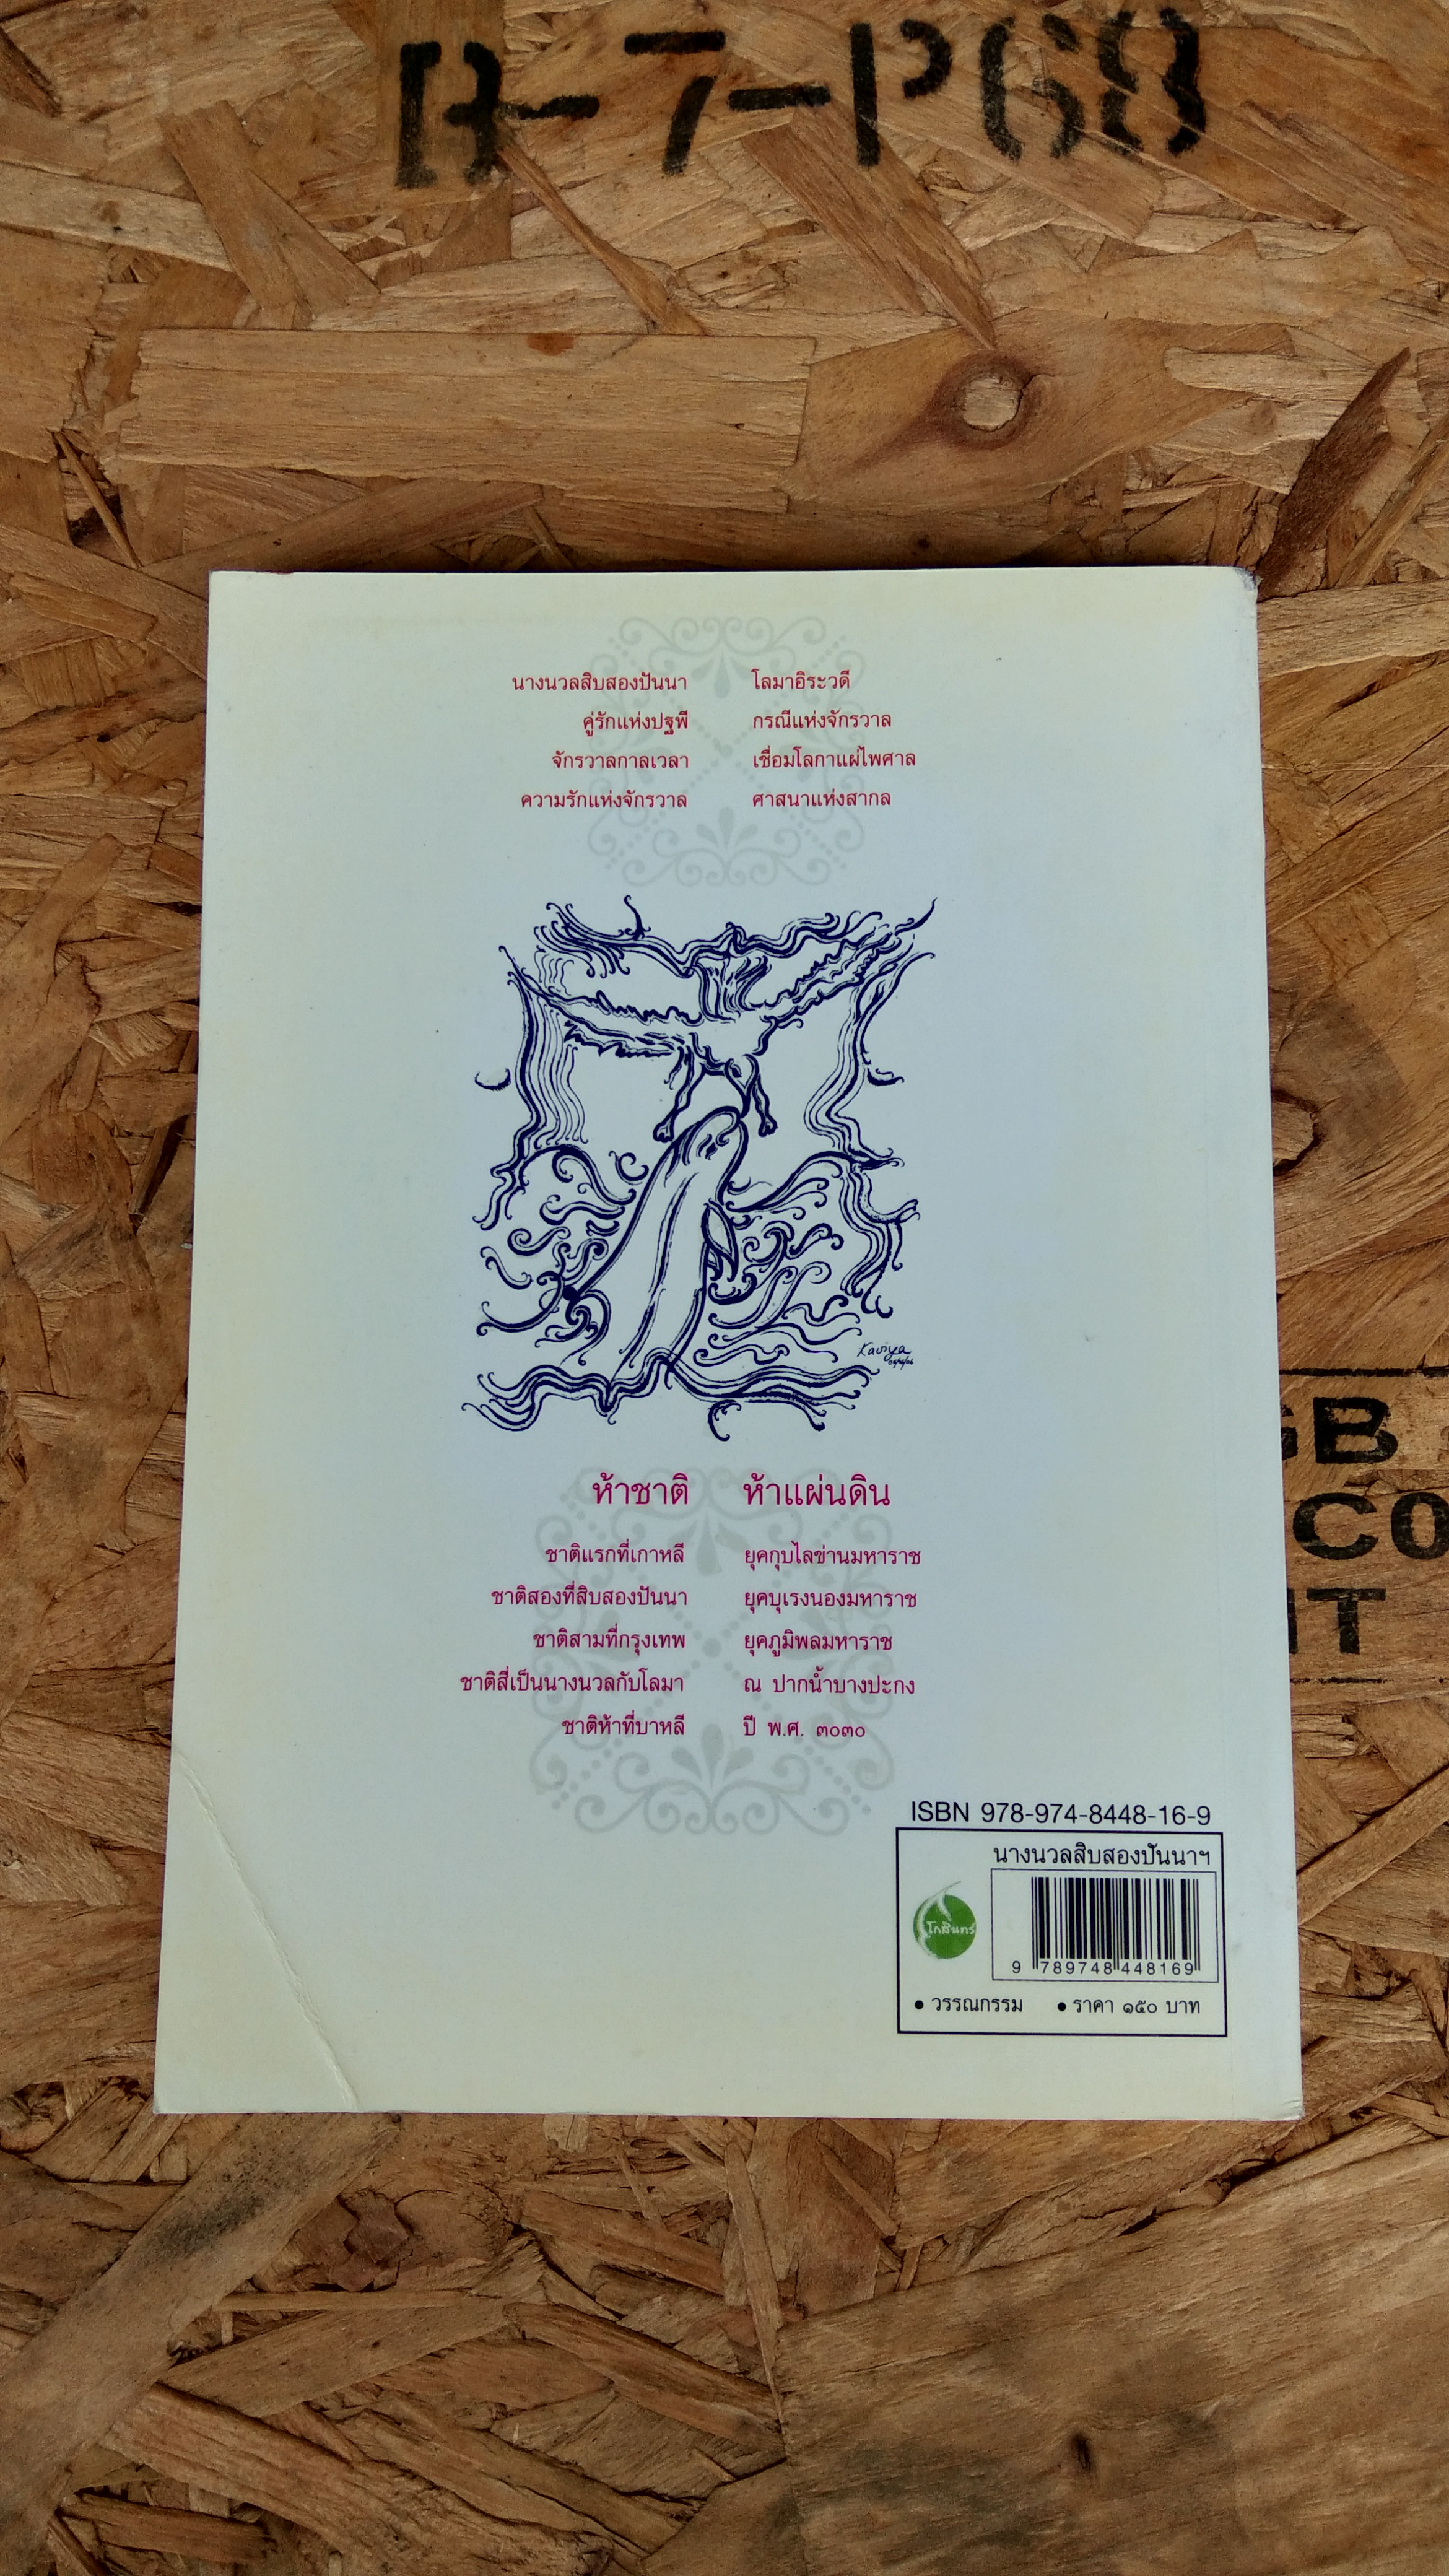 B-7-P68
นางนวลสิบสองปันนา โลมาอิระวดี
คู่รักแห่งปฐพี กรณีแห่งจักรวาล
จักรวาลกาลเวลา เชื่อมโลกาแผ่ไพศาล
ความรักแห่งจักรวาล ศาสนาแห่งสากล
Kaviya
ห้าชาติ ห้าแผ่นดิน
ชาติแรกที่เกาหลี ยุคกุบไลข่านมหาราช
ชาติสองที่สิบสองปันนา ยุคบุเรงนองมหาราช
ชาติสามที่กรุงเทพ ยุคภูมิพลมหาราช
ชาติสี่เป็นนางนวลกับโลมา ณ ปากน้ำบางปะกง
ชาติห้าที่บาหลี ปี พ.ศ. ๓๐๓๐
GB
C0
NT
ISBN 978-974-8448-16-9
นางนวลสิบสองปันนาฯ
โกสินทร์
9 789748 448169
• วรรณกรรม • ราคา ๑๕๐ บาท